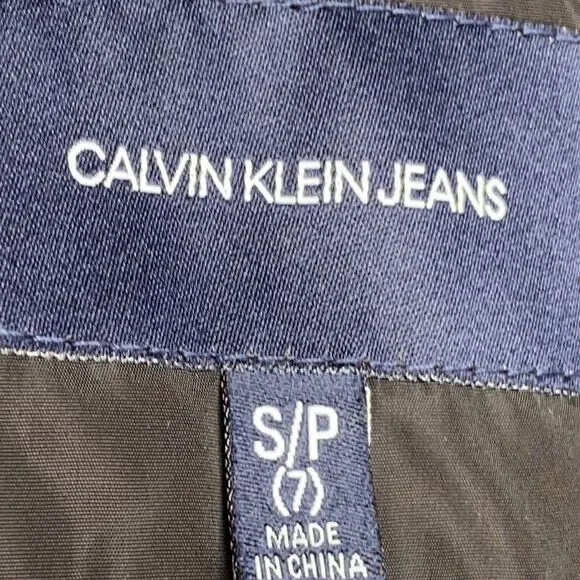 CALVIN KLEIN JEANS
S/P
(7)
MADE
IN CHINA